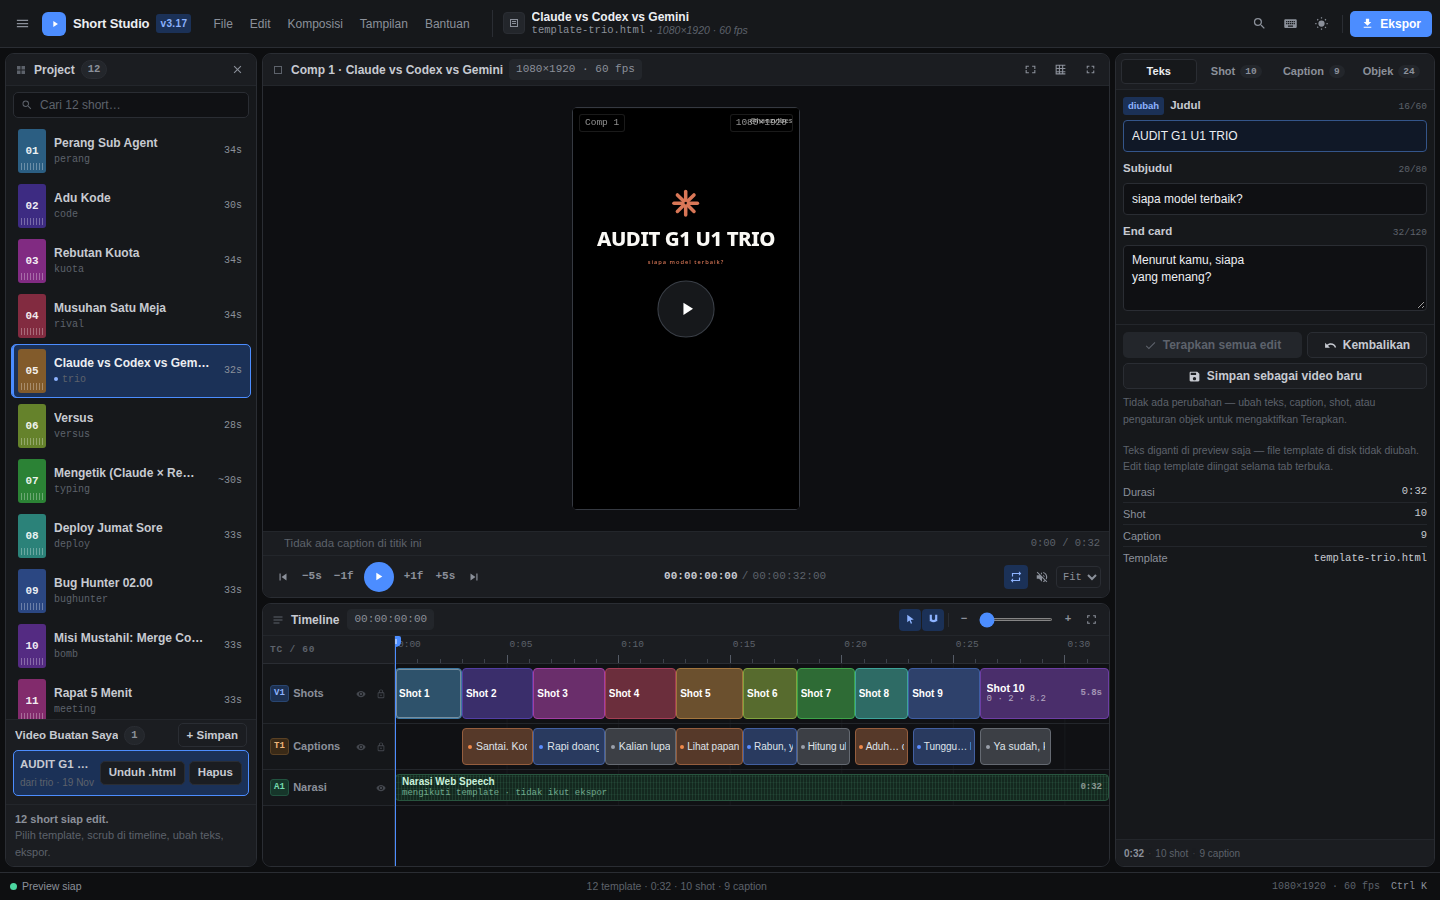 Short Studio v3.17 File Edit Komposisi Tampilan Bantuan
Claude vs Codex vs Gemini
template-trio.html · 1080×1920 · 60 fps
Ekspor
Project 12
Cari 12 short…
01 Perang Sub Agent 34s
perang
02 Adu Kode 30s
code
03 Rebutan Kuota 34s
kuota
04 Musuhan Satu Meja 34s
rival
05 Claude vs Codex vs Gem… 32s
trio
06 Versus 28s
versus
07 Mengetik (Claude × Re… ~30s
typing
08 Deploy Jumat Sore 33s
deploy
09 Bug Hunter 02.00 33s
bughunter
10 Misi Mustahil: Merge Co… 33s
bomb
11 Rapat 5 Menit 33s
meeting
Video Buatan Saya 1 + Simpan
AUDIT G1 …
dari trio · 19 Nov
Unduh .html Hapus
12 short siap edit.
Pilih template, scrub di timeline, ubah teks,
ekspor.
Comp 1 · Claude vs Codex vs Gemini 1080×1920 · 60 fps
Comp 1 1080×1920
AUDIT G1 U1 TRIO
siapa model terbaik?
Tidak ada caption di titik ini 0:00 / 0:32
−5s −1f +1f +5s 00:00:00:00 / 00:00:32:00 Fit
Timeline 00:00:00:00 − +
TC / 60 0:00 0:05 0:10 0:15 0:20 0:25 0:30
V1 Shots Shot 1 Shot 2 Shot 3 Shot 4 Shot 5 Shot 6 Shot 7 Shot 8 Shot 9 Shot 10 5.8s
0 · 2 · 8.2
T1 Captions Santai. Koc Rapi doang Kalian lupa Lihat papan Rabun, y Hitung ul Aduh… Tunggu… Ya sudah,
A1 Narasi Narasi Web Speech 0:32
mengikuti template · tidak ikut ekspor
Teks Shot 10 Caption 9 Objek 24
diubah Judul 16/60
AUDIT G1 U1 TRIO
Subjudul 20/80
siapa model terbaik?
End card 32/120
Menurut kamu, siapa
yang menang?
Terapkan semua edit Kembalikan
Simpan sebagai video baru
Tidak ada perubahan — ubah teks, caption, shot, atau
pengaturan objek untuk mengaktifkan Terapkan.
Teks diganti di preview saja — file template di disk tidak diubah.
Edit tiap template diingat selama tab terbuka.
Durasi 0:32
Shot 10
Caption 9
Template template-trio.html
0:32 · 10 shot · 9 caption
Preview siap 12 template · 0:32 · 10 shot · 9 caption 1080×1920 · 60 fps Ctrl K